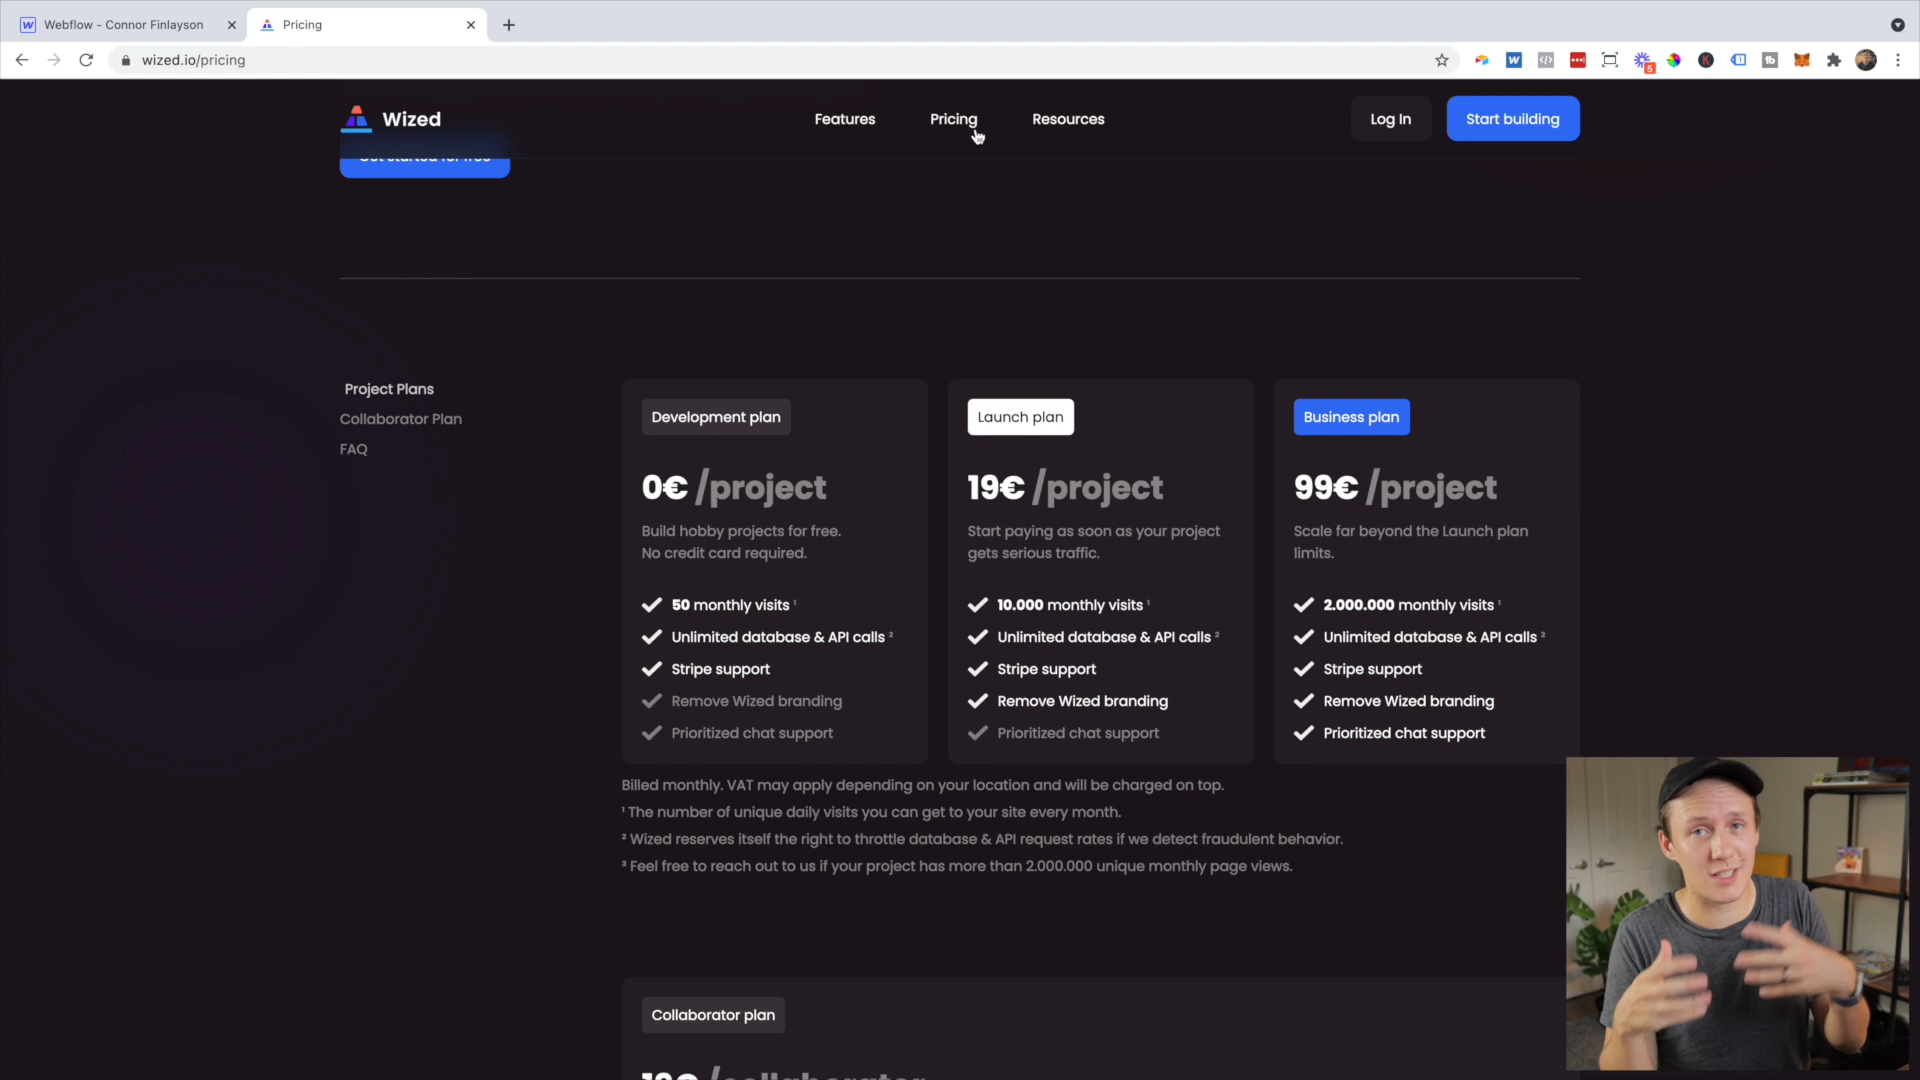 Webflow - Connor Finlayson
Pricing
wized.io/pricing
Wized
Features
Pricing
Resources
Log In
Start building
Get started for free
Project Plans
Collaborator Plan
FAQ
Development plan
0€ /project
Build hobby projects for free.
No credit card required.
50 monthly visits ¹
Unlimited database & API calls ²
Stripe support
Remove Wized branding
Prioritized chat support
Launch plan
19€ /project
Start paying as soon as your project
gets serious traffic.
10.000 monthly visits ¹
Unlimited database & API calls ²
Stripe support
Remove Wized branding
Prioritized chat support
Business plan
99€ /project
Scale far beyond the Launch plan
limits.
2.000.000 monthly visits ¹
Unlimited database & API calls ²
Stripe support
Remove Wized branding
Prioritized chat support
Billed monthly. VAT may apply depending on your location and will be charged on top.
¹ The number of unique daily visits you can get to your site every month.
² Wized reserves itself the right to throttle database & API request rates if we detect fraudulent behavior.
³ Feel free to reach out to us if your project has more than 2.000.000 unique monthly page views.
Collaborator plan
/collaborator